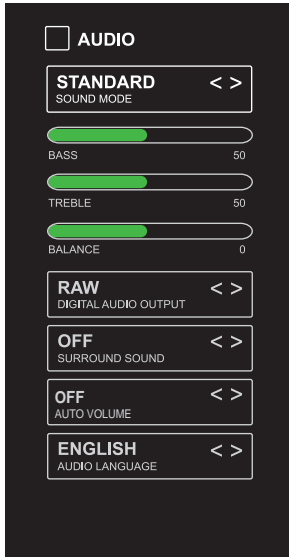 AUDIO
STANDARD < >
SOUND MODE
BASS 50
TREBLE 50
BALANCE 0
RAW < >
DIGITAL AUDIO OUTPUT
OFF < >
SURROUND SOUND
OFF < >
AUTO VOLUME
ENGLISH < >
AUDIO LANGUAGE